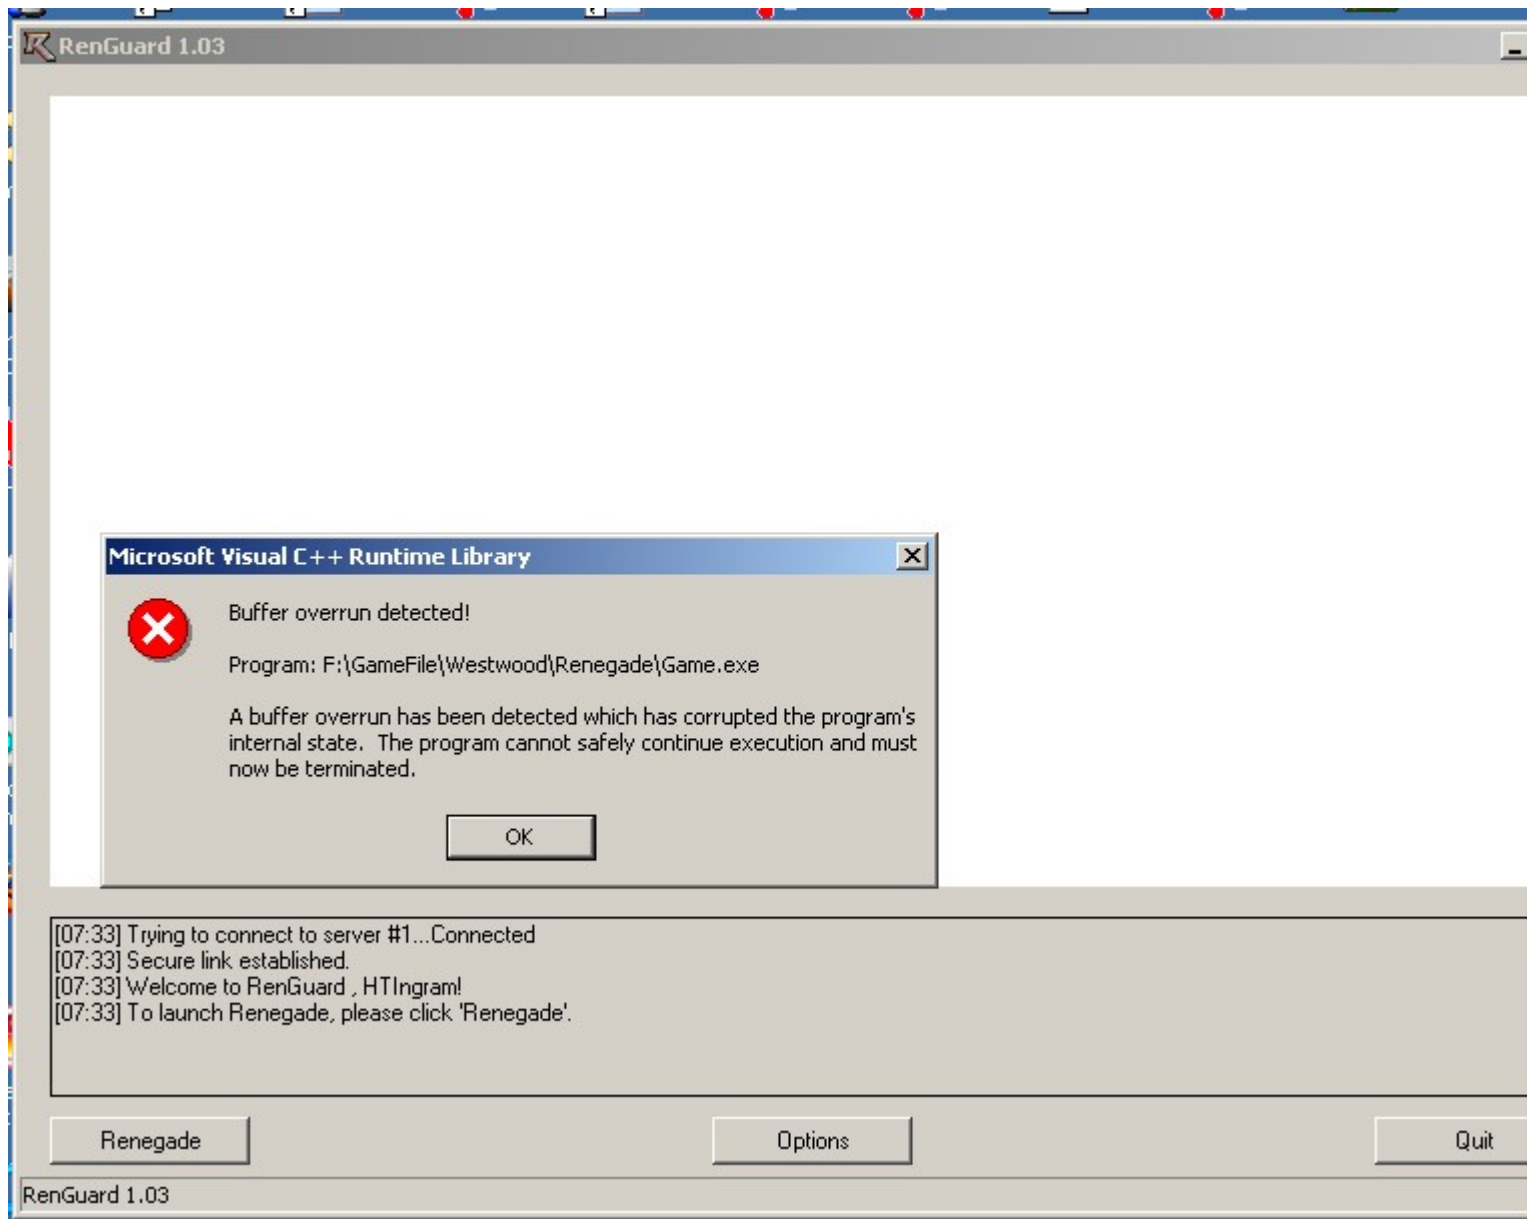 RenGuard 1.03
Microsoft Visual C++ Runtime Library
Buffer overrun detected!
Program: F:\GameFile\Westwood\Renegade\Game.exe
A buffer overrun has been detected which has corrupted the program's
internal state.  The program cannot safely continue execution and must
now be terminated.
OK
[07:33] Trying to connect to server #1...Connected
[07:33] Secure link established.
[07:33] Welcome to RenGuard , HTIngram!
[07:33] To launch Renegade, please click 'Renegade'.
Renegade
Options
Quit
RenGuard 1.03